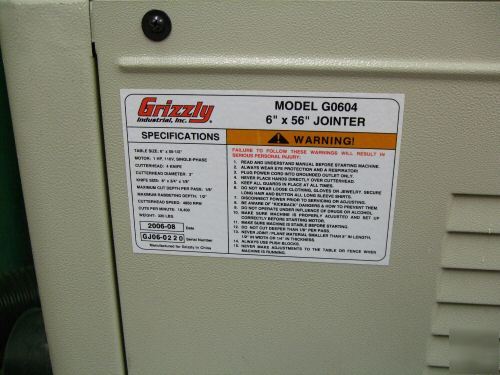 Grizzly
Industrial, Inc.
MODEL G0604
6" x 56" JOINTER
SPECIFICATIONS
TABLE SIZE: 6" x 55-1/2"
MOTOR: 1 HP, 110V, SINGLE-PHASE
CUTTERHEAD: 4 KNIFE
CUTTERHEAD DIAMETER: 3"
KNIFE SIZE: 6" x 3/4" x 1/8"
MAXIMUM CUT DEPTH PER PASS: 1/8"
MAXIMUM RABBETING DEPTH: 1/2"
CUTTERHEAD SPEED: 4800 RPM
CUTS PER MINUTE:
WEIGHT: 330 LBS
2006-08 Date
GJ06-0220 Serial Number
Manufactured for Grizzly in China
WARNING!
FAILURE TO FOLLOW THESE WARNINGS WILL RESULT IN
SERIOUS PERSONAL INJURY:
1. READ AND UNDERSTAND MANUAL BEFORE STARTING MACHINE.
2. ALWAYS WEAR EYE PROTECTION AND A RESPIRATOR.
3. PLUG POWER CORD INTO GROUNDED OUTLET ONLY.
4. NEVER PLACE HANDS DIRECTLY OVER CUTTERHEAD.
5. KEEP ALL GUARDS IN PLACE AT ALL TIMES.
6. DO NOT WEAR LOOSE CLOTHING, GLOVES OR JEWELRY. SECURE
LONG HAIR AND BUTTON ALL LONG SLEEVE SHIRTS.
7. DISCONNECT POWER PRIOR TO SERVICING OR ADJUSTING.
8. BE AWARE OF "KICKBACK" DANGERS & HOW TO PREVENT THEM.
9. DO NOT OPERATE UNDER INFLUENCE OF DRUGS OR ALCOHOL.
10. MAKE SURE MACHINE IS PROPERLY ADJUSTED AND SET UP
CORRECTLY BEFORE STARTING MOTOR.
11. MAKE SURE MACHINE IS STABLE BEFORE STARTING.
12. DO NOT CUT DEEPER THAN 1/8" PER PASS.
13. NEVER JOINT / PLANE MATERIAL SMALLER THAN 8" IN LENGTH,
1/2" IN WIDTH OR 1/4" IN THICKNESS
14. ALWAYS USE PUSH BLOCKS.
15. NEVER MAKE ADJUSTMENTS TO THE TABLE OR FENCE WHEN
MACHINE IS RUNNING.